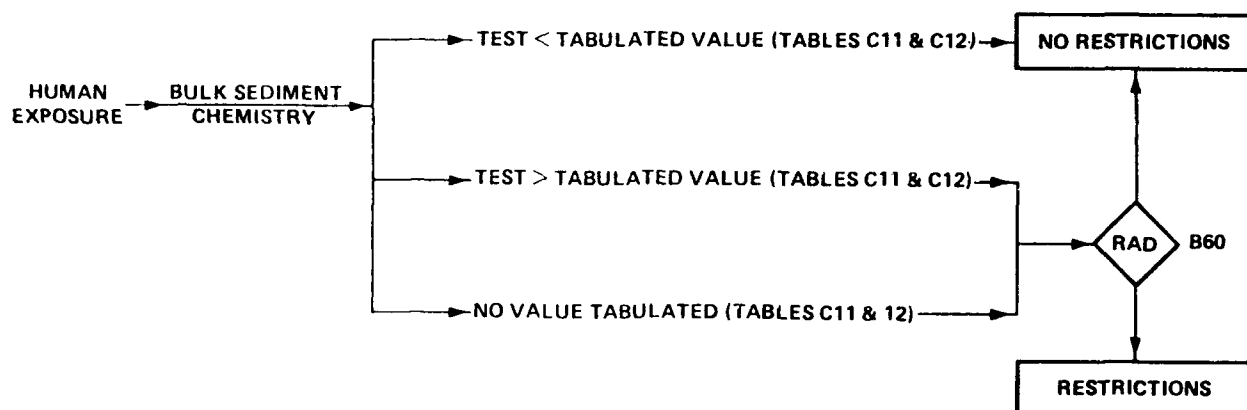 TEST < TABULATED VALUE (TABLES C11 & C12)
NO RESTRICTIONS
HUMAN
EXPOSURE
BULK SEDIMENT
CHEMISTRY
TEST > TABULATED VALUE (TABLES C11 & C12)
RAD
B60
NO VALUE TABULATED (TABLES C11 & 12)
RESTRICTIONS